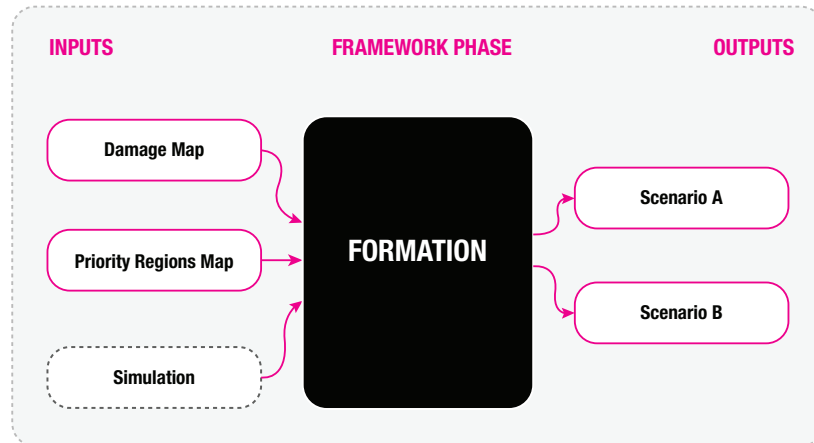 INPUTS
FRAMEWORK PHASE
OUTPUTS
Damage Map
Priority Regions Map
Simulation
FORMATION
Scenario A
Scenario B